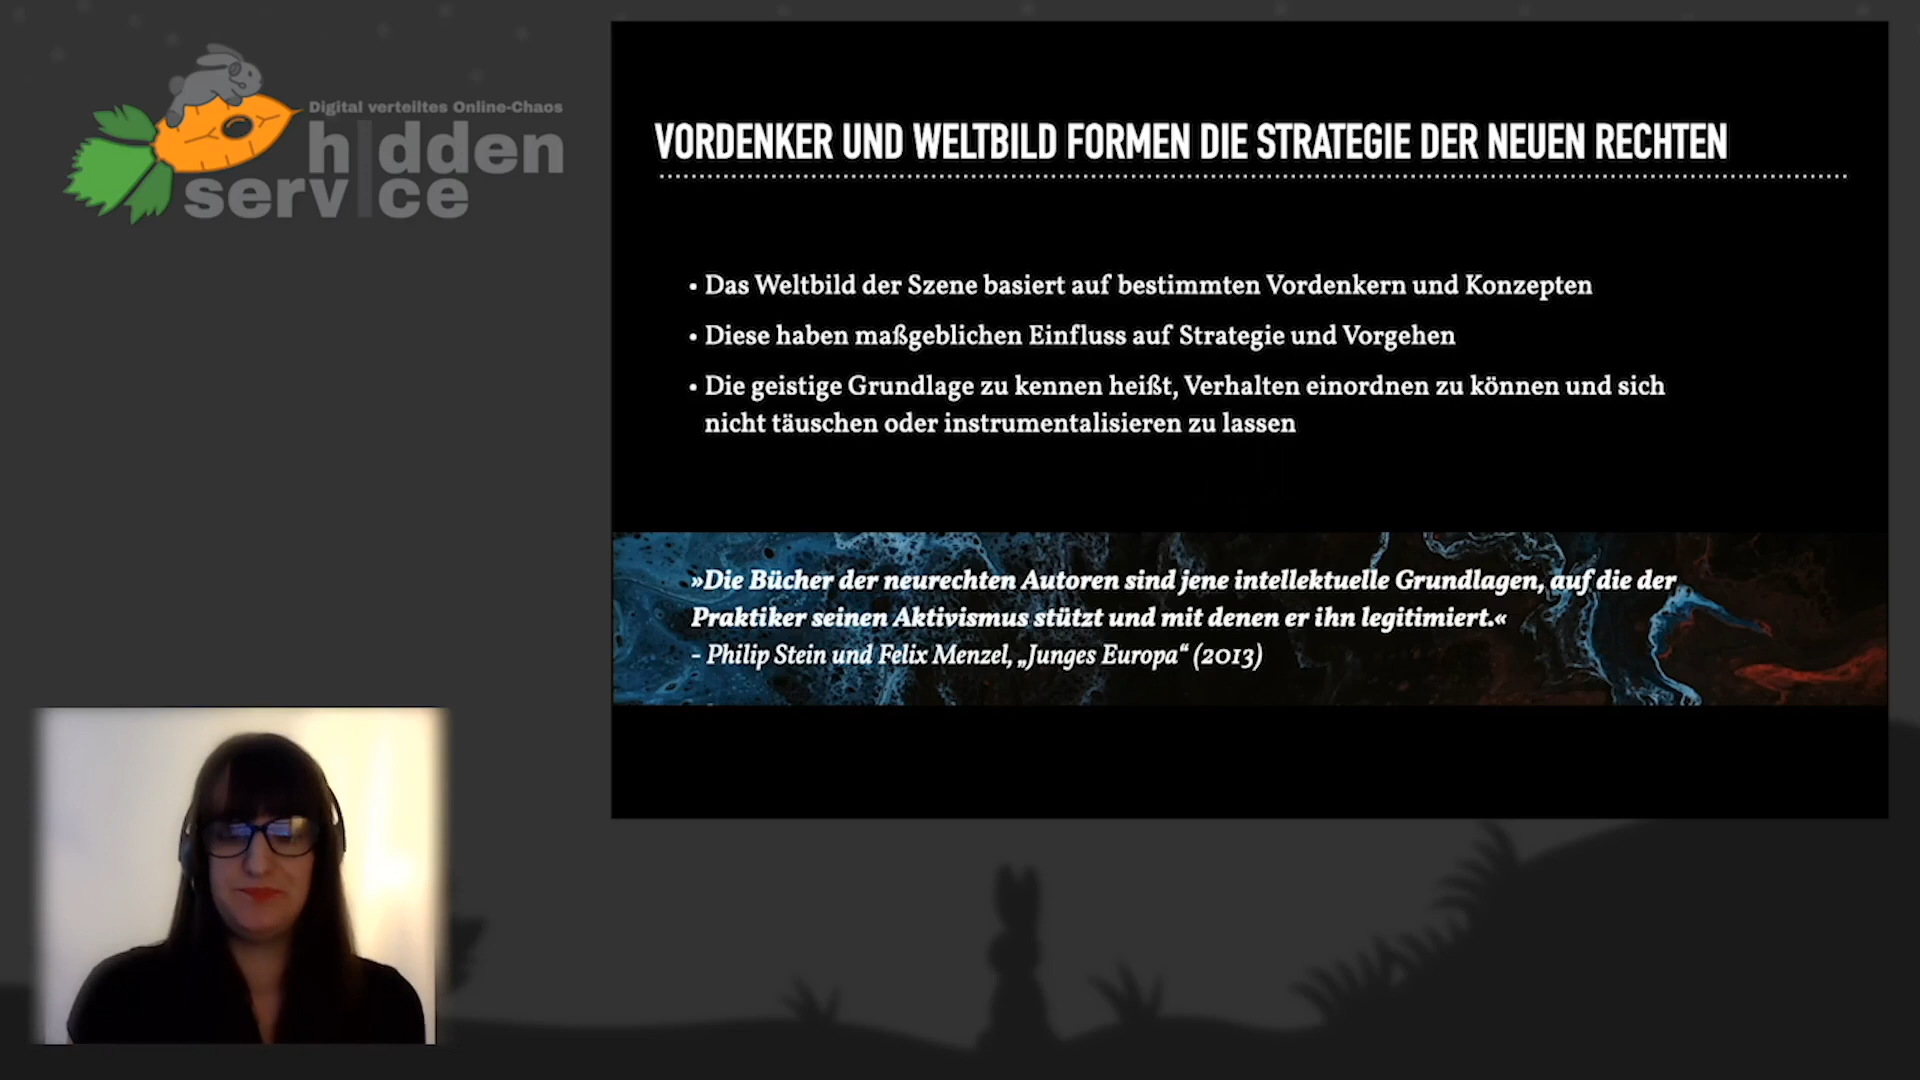 Digital verteiltes Online-Chaos
hidden
service
VORDENKER UND WELTBILD FORMEN DIE STRATEGIE DER NEUEN RECHTEN
• Das Weltbild der Szene basiert auf bestimmten Vordenkern und Konzepten
• Diese haben maßgeblichen Einfluss auf Strategie und Vorgehen
• Die geistige Grundlage zu kennen heißt, Verhalten einordnen zu können und sich
nicht täuschen oder instrumentalisieren zu lassen
»Die Bücher der neurechten Autoren sind jene intellektuelle Grundlagen, auf die der
Praktiker seinen Aktivismus stützt und mit denen er ihn legitimiert.«
- Philip Stein und Felix Menzel, „Junges Europa“ (2013)